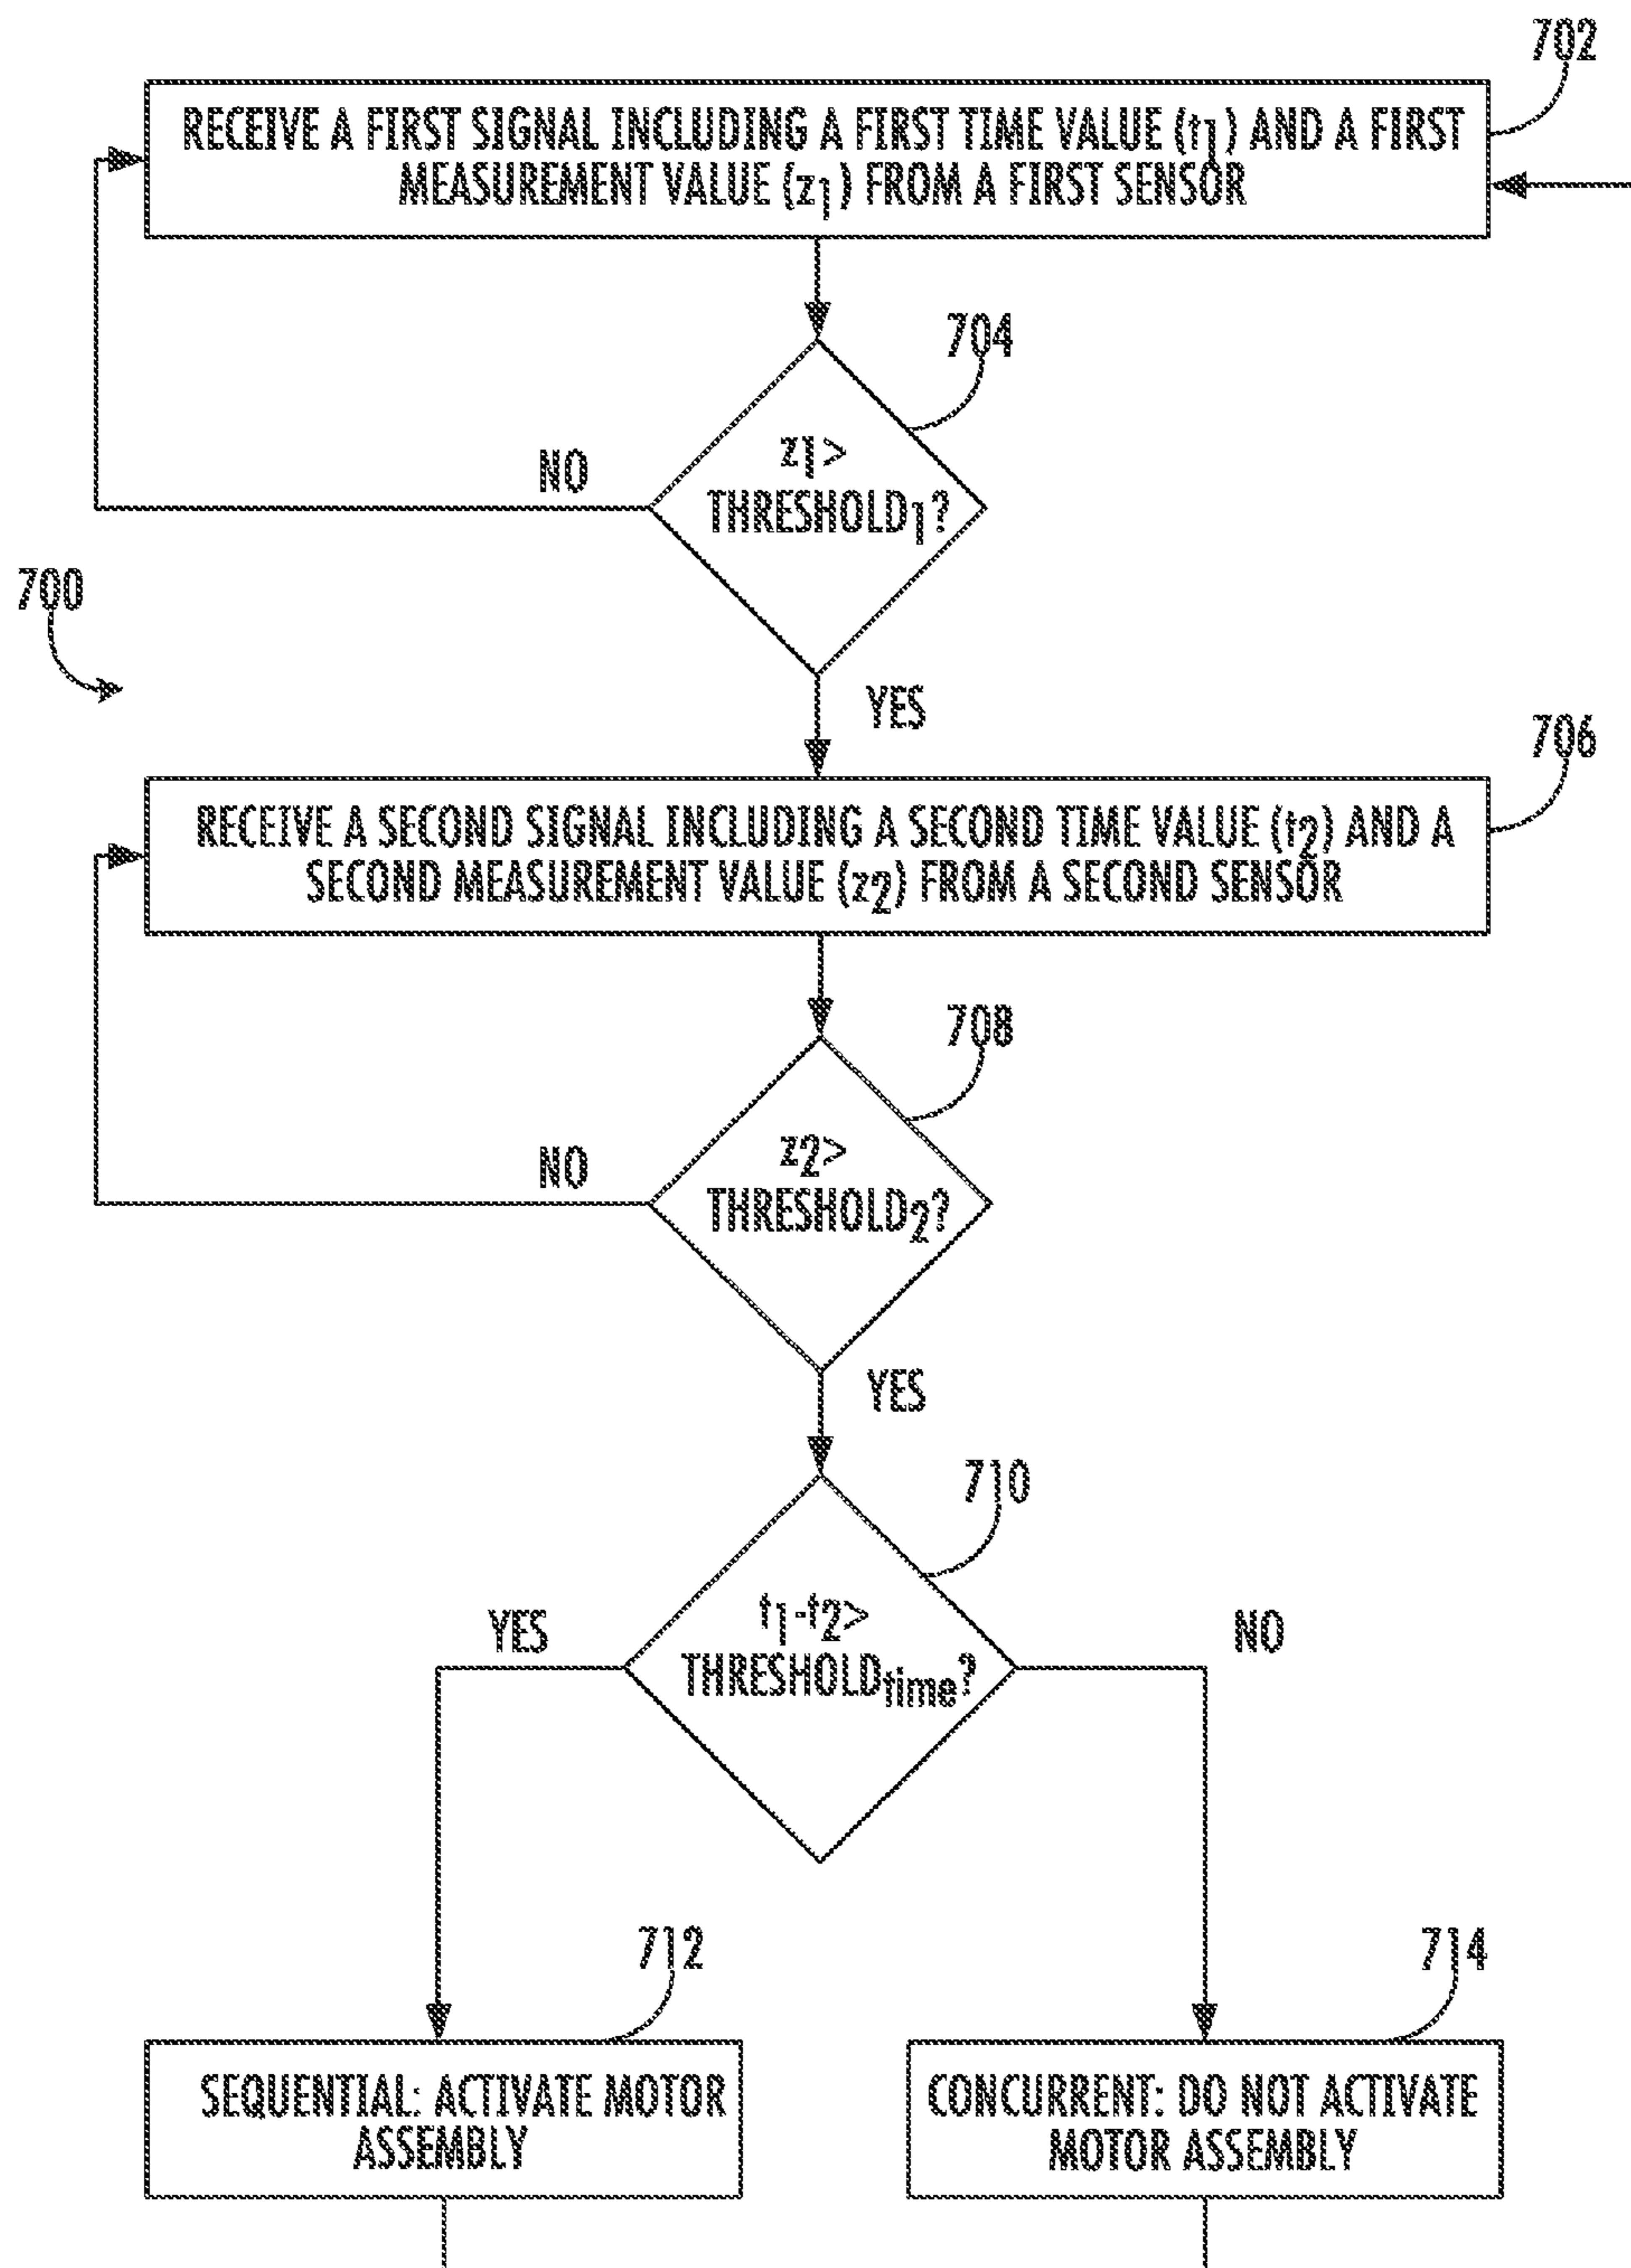 702
RECEIVE A FIRST SIGNAL INCLUDING A FIRST TIME VALUE (t1) AND A FIRST
MEASUREMENT VALUE (z1) FROM A FIRST SENSOR
704
z1>
THRESHOLD1?
NO
700
YES
706
RECEIVE A SECOND SIGNAL INCLUDING A SECOND TIME VALUE (t2) AND A
SECOND MEASUREMENT VALUE (z2) FROM A SECOND SENSOR
708
z2>
THRESHOLD2?
NO
YES
710
t1-t2>
THRESHOLDtime?
YES
NO
712
714
SEQUENTIAL: ACTIVATE MOTOR
ASSEMBLY
CONCURRENT: DO NOT ACTIVATE
MOTOR ASSEMBLY